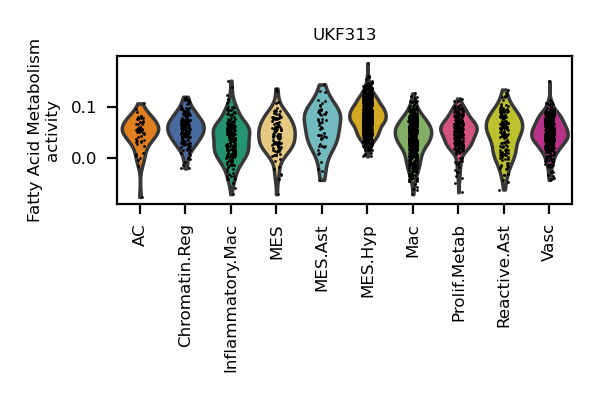 UKF313
Fatty Acid Metabolism
activity
0.1
0.0
AC
Chromatin.Reg
Inflammatory.Mac
MES
MES.Ast
MES.Hyp
Mac
Prolif.Metab
Reactive.Ast
Vasc